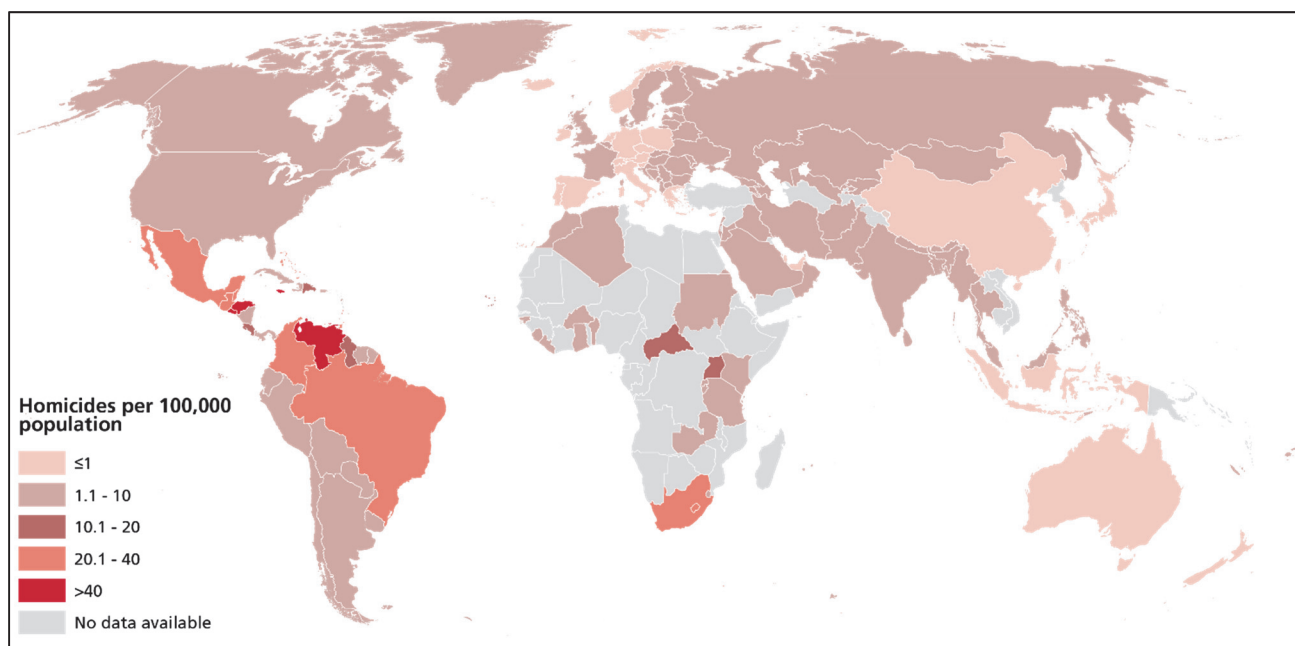 Homicides per 100,000
population
≤1
1.1 - 10
10.1 - 20
20.1 - 40
>40
No data available